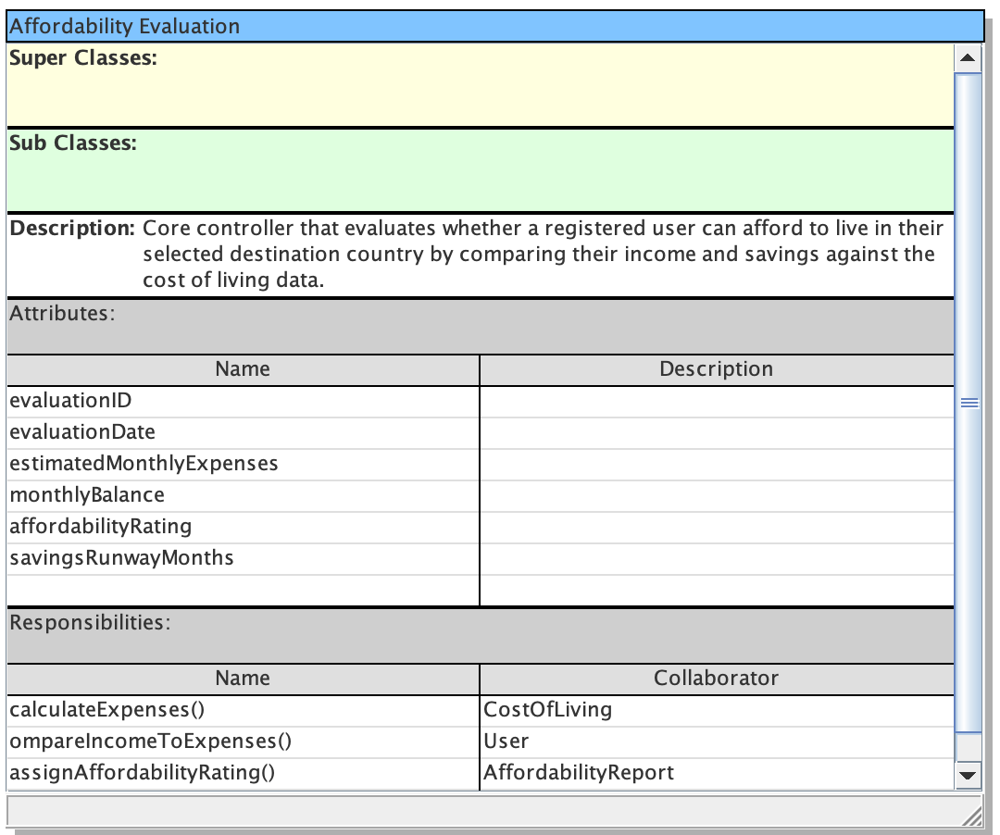 Affordability Evaluation
Super Classes:
Sub Classes:
Description: Core controller that evaluates whether a registered user can afford to live in their
selected destination country by comparing their income and savings against the
cost of living data.
Attributes:
Name Description
evaluationID
evaluationDate
estimatedMonthlyExpenses
monthlyBalance
affordabilityRating
savingsRunwayMonths
Responsibilities:
Name Collaborator
calculateExpenses() CostOfLiving
ompareIncomeToExpenses() User
assignAffordabilityRating() AffordabilityReport